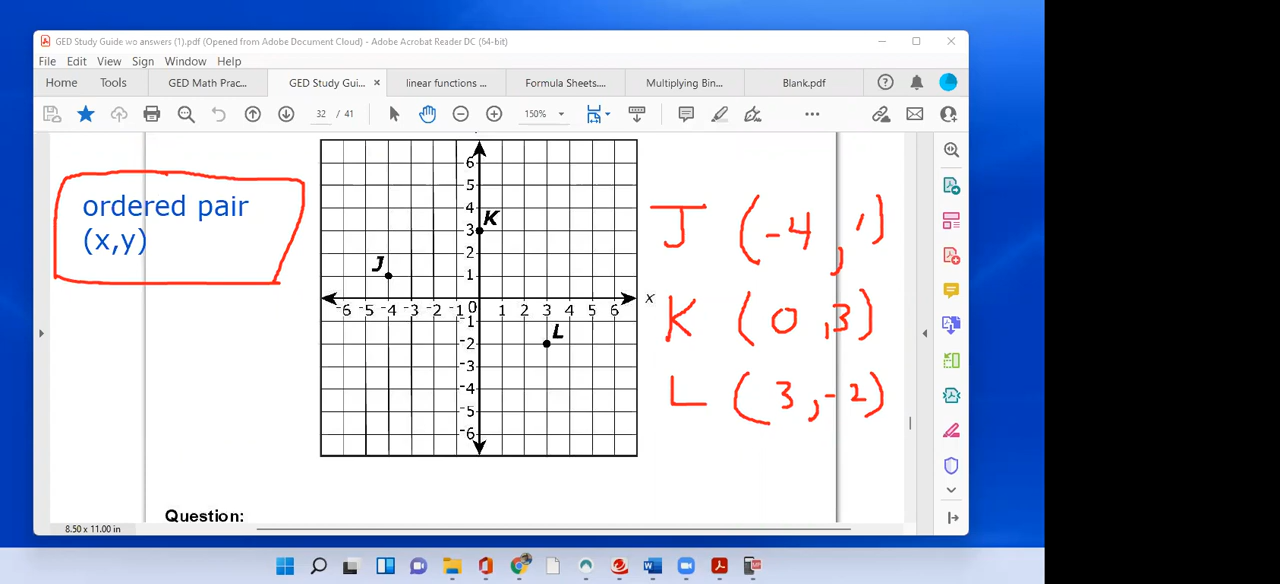 GED Study Guide wo answers (1).pdf (Opened from Adobe Document Cloud) - Adobe Acrobat Reader DC (64-bit)
File Edit View Sign Window Help
Home Tools GED Math Prac... GED Study Gui... × linear functions ... Form­ula Sheets.... Multiplying Bin... Blank.pdf
32 / 41 150%
ordered pair
(x,y)
6
5
4
3
2
1
K
J
L
-6 -5 -4 -3 -2 -1 0 1 2 3 4 5 6 x
-1
-2
-3
-4
-5
-6
J (-4, 1)
K (0, 3)
L (3, -2)
Question:
8.50 x 11.00 in